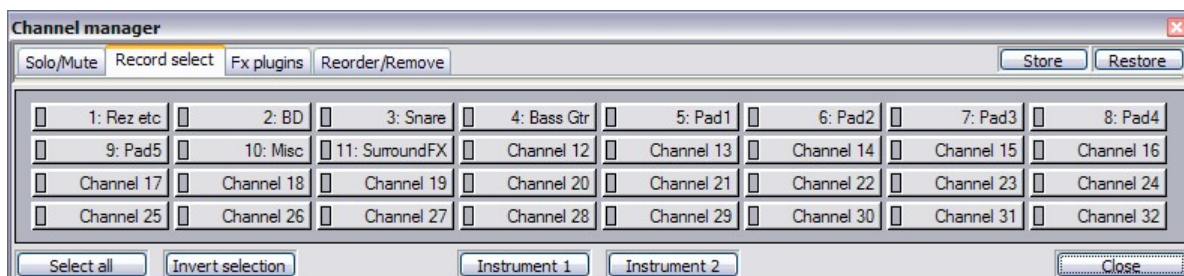 Channel manager
Solo/Mute Record select Fx plugins Reorder/Remove Store Restore
1: Rez etc 2: BD 3: Snare 4: Bass Gtr 5: Pad1 6: Pad2 7: Pad3 8: Pad4
9: Pad5 10: Misc 11: SurroundFX Channel 12 Channel 13 Channel 14 Channel 15 Channel 16
Channel 17 Channel 18 Channel 19 Channel 20 Channel 21 Channel 22 Channel 23 Channel 24
Channel 25 Channel 26 Channel 27 Channel 28 Channel 29 Channel 30 Channel 31 Channel 32
Select all Invert selection Instrument 1 Instrument 2 Close